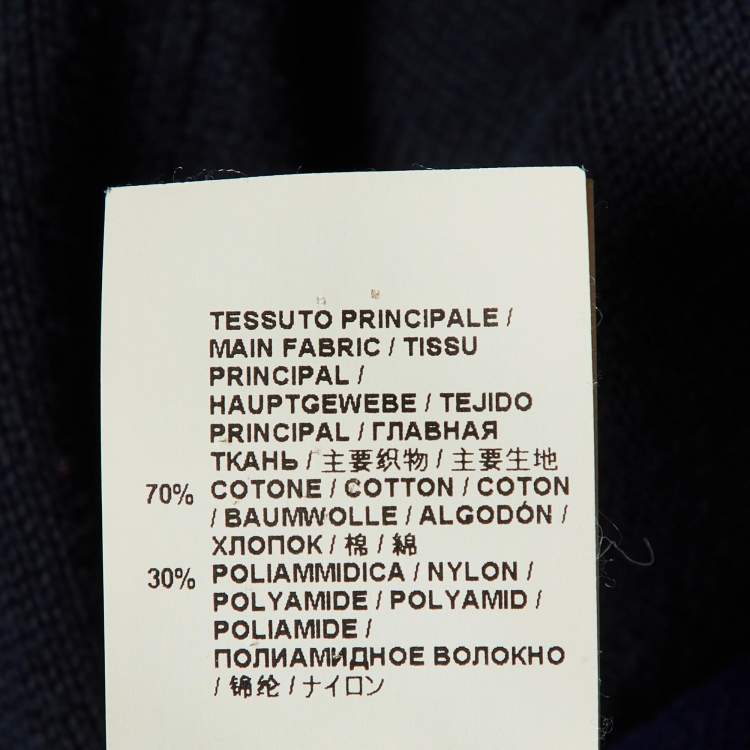 TESSUTO PRINCIPALE /
MAIN FABRIC / TISSU
PRINCIPAL /
HAUPTGEWEBE / TEJIDO
PRINCIPAL / ГЛАВНАЯ
ТКАНЬ / 主要织物 / 主要生地
70% COTONE / COTTON / COTON
/ BAUMWOLLE / ALGODÓN /
ХЛОПОК / 棉 / 綿
30% POLIAMMIDICA / NYLON /
POLYAMIDE / POLYAMID /
POLIAMIDE /
ПОЛИАМИДНОЕ ВОЛОКНО
/ 锦纶 / ナイロン